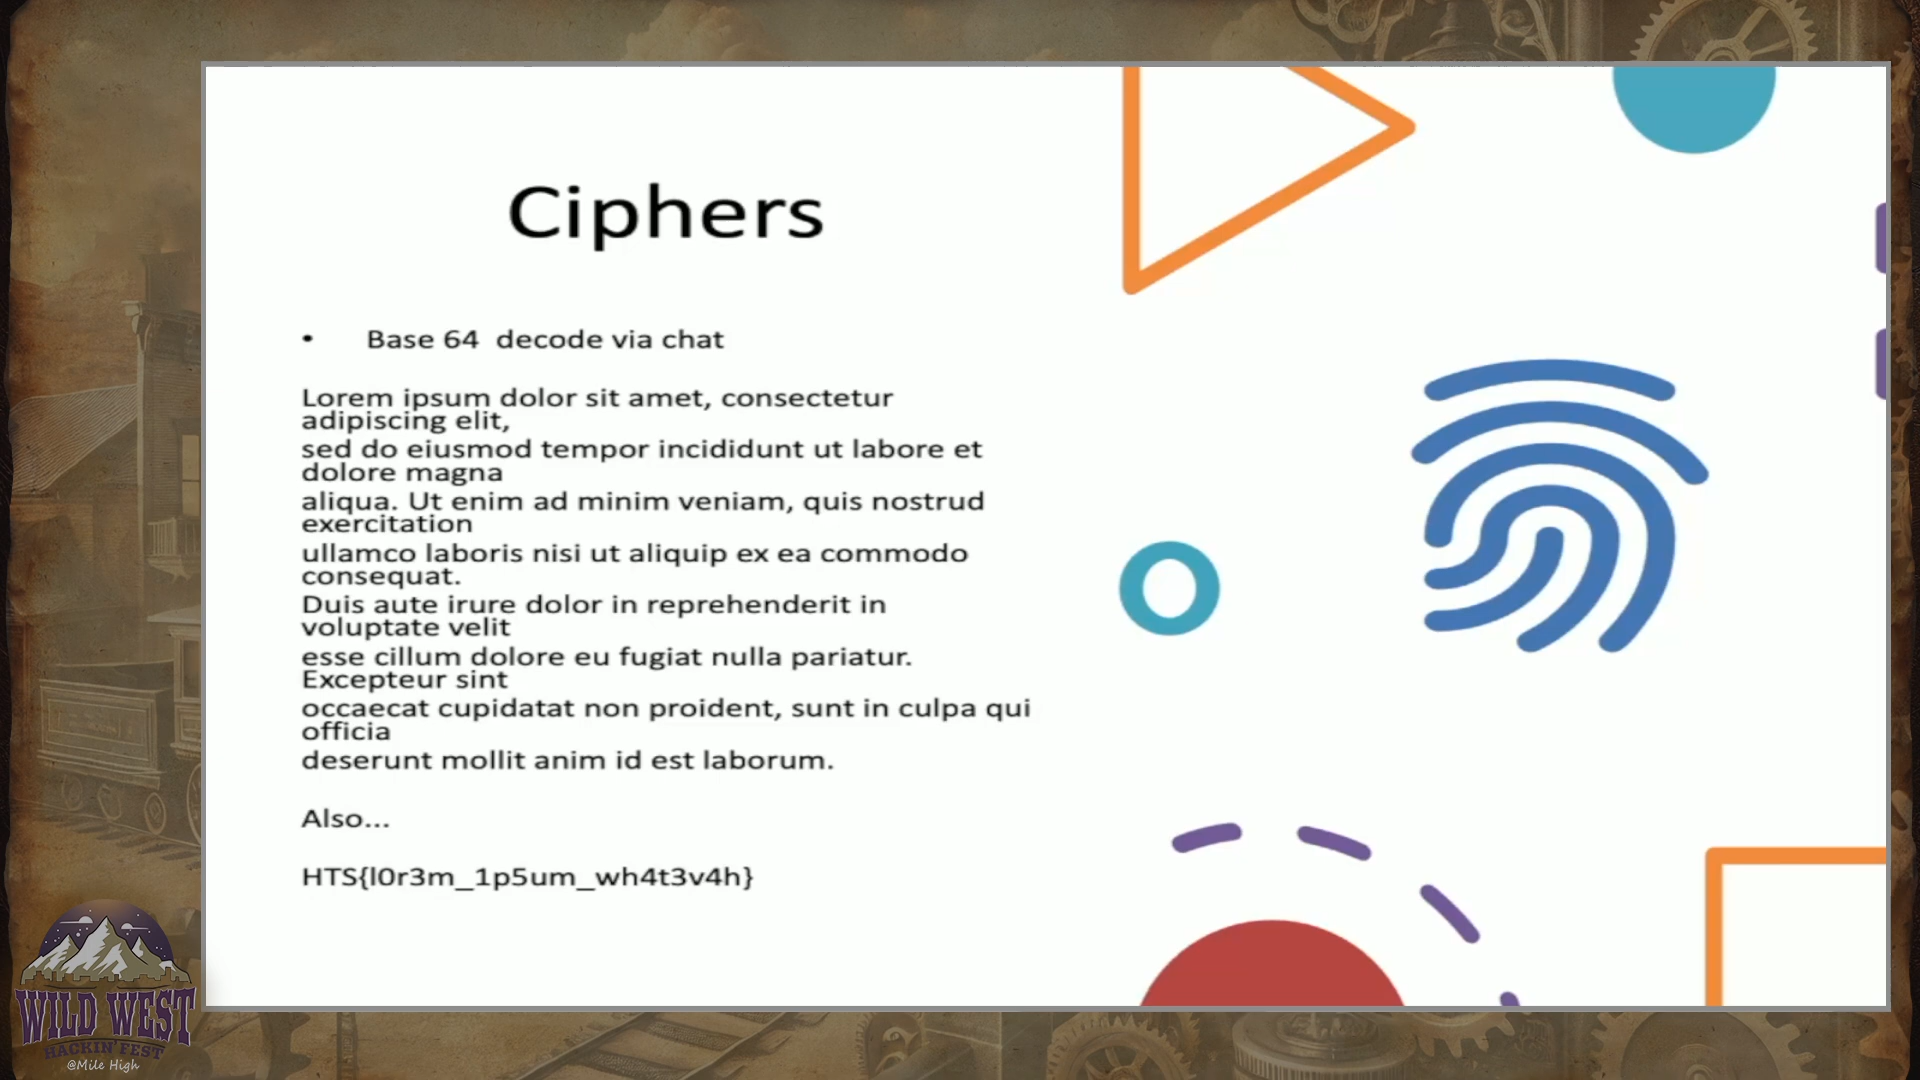 Ciphers
• Base 64  decode via chat
Lorem ipsum dolor sit amet, consectetur
adipiscing elit,
sed do eiusmod tempor incididunt ut labore et
dolore magna
aliqua. Ut enim ad minim veniam, quis nostrud
exercitation
ullamco laboris nisi ut aliquip ex ea commodo
consequat.
Duis aute irure dolor in reprehenderit in
voluptate velit
esse cillum dolore eu fugiat nulla pariatur.
Excepteur sint
occaecat cupidatat non proident, sunt in culpa qui
officia
deserunt mollit anim id est laborum.
Also...
HTS{l0r3m_1p5um_wh4t3v4h}
WILD WEST
HACKIN' FEST
@Mile High